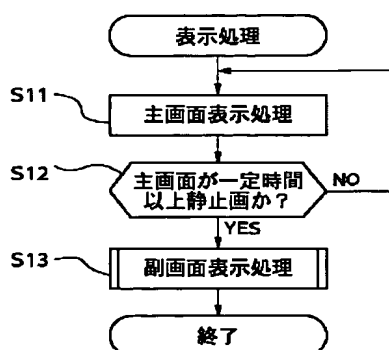 表示処理
S11
主画面表示処理
S12
主画面が一定時間
以上静止画か？
NO
YES
S13
副画面表示処理
終了